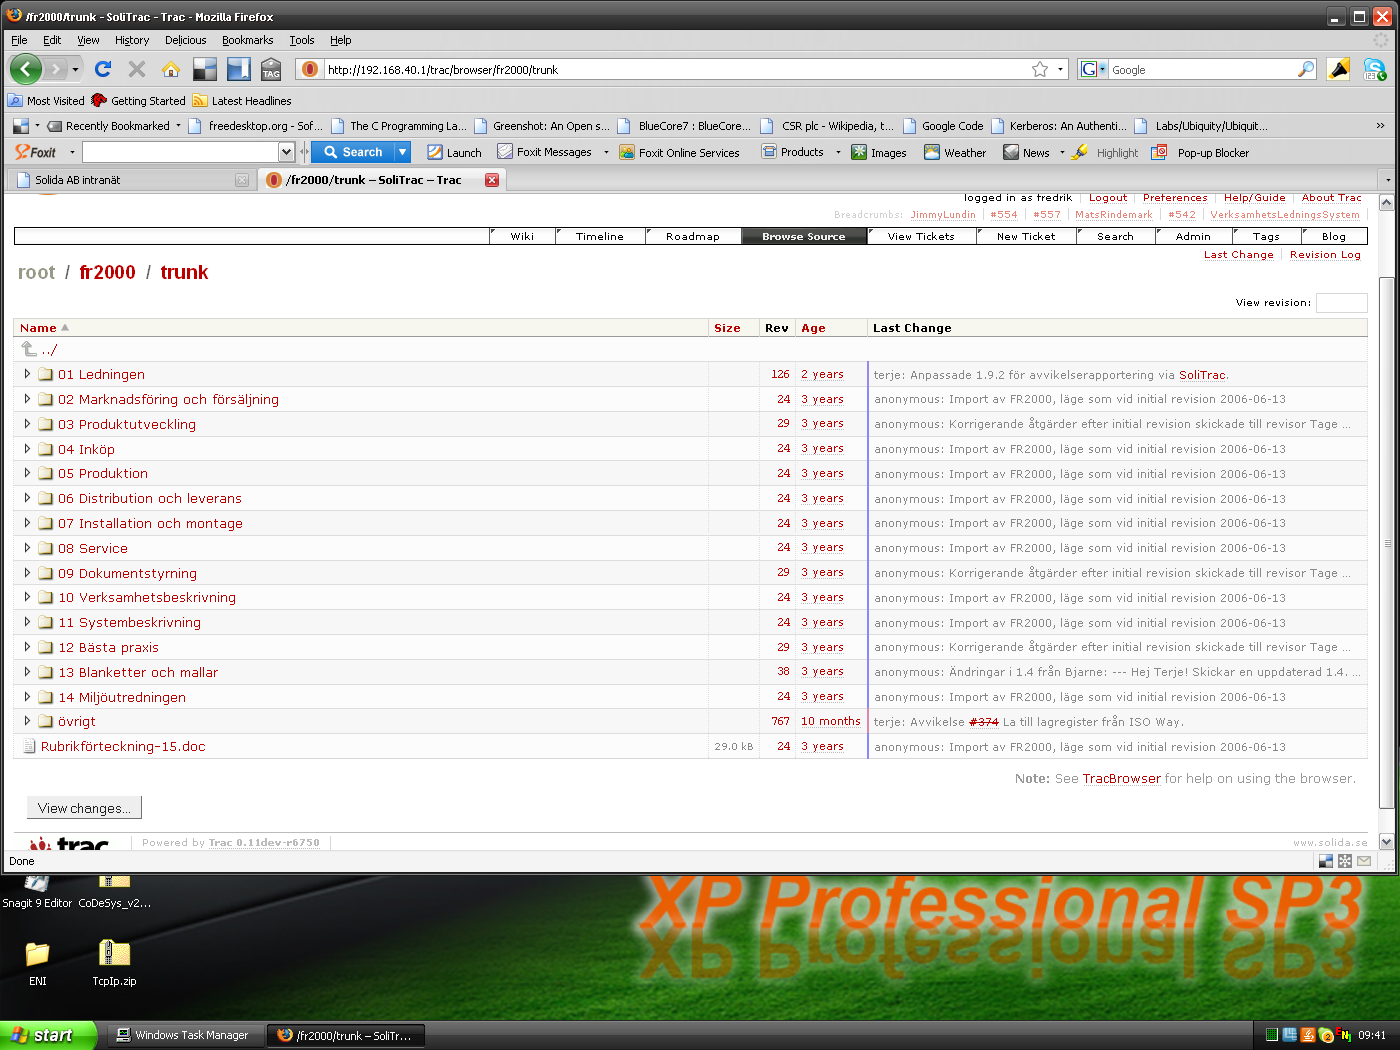 /fr2000/trunk - SoliTrac - Trac - Mozilla Firefox
File Edit View History Delicious Bookmarks Tools Help
TAG http://192.168.40.1/trac/browser/fr2000/trunk G Google
Most Visited Getting Started Latest Headlines
Recently Bookmarked freedesktop.org - Sof... The C Programming La... Greenshot: An Open s... BlueCore7 : BlueCore... CSR plc - Wikipedia, t... Google Code Kerberos: An Authenti... Labs/Ubiquity/Ubiquit... »
Foxit Search Launch Foxit Messages Foxit Online Services Products Images Weather News Highlight Pop-up Blocker
Solida AB intranät /fr2000/trunk – SoliTrac – Trac
logged in as fredrik Logout Preferences Help/Guide About Trac
Breadcrumbs: JimmyLundin #554 #557 MatsRindemark #542 VerksamhetsLedningsSystem
Wiki Timeline Roadmap Browse Source View Tickets New Ticket Search Admin Tags Blog
Last Change Revision Log
root / fr2000 / trunk
View revision:
Name Size Rev Age Last Change
../
01 Ledningen 126 2 years terje: Anpassade 1.9.2 för avvikelserapportering via SoliTrac.
02 Marknadsföring och försäljning 24 3 years anonymous: Import av FR2000, läge som vid initial revision 2006-06-13
03 Produktutveckling 29 3 years anonymous: Korrigerande åtgärder efter initial revision skickade till revisor Tage ...
04 Inköp 24 3 years anonymous: Import av FR2000, läge som vid initial revision 2006-06-13
05 Produktion 24 3 years anonymous: Import av FR2000, läge som vid initial revision 2006-06-13
06 Distribution och leverans 24 3 years anonymous: Import av FR2000, läge som vid initial revision 2006-06-13
07 Installation och montage 24 3 years anonymous: Import av FR2000, läge som vid initial revision 2006-06-13
08 Service 24 3 years anonymous: Import av FR2000, läge som vid initial revision 2006-06-13
09 Dokumentstyrning 29 3 years anonymous: Korrigerande åtgärder efter initial revision skickade till revisor Tage ...
10 Verksamhetsbeskrivning 24 3 years anonymous: Import av FR2000, läge som vid initial revision 2006-06-13
11 Systembeskrivning 24 3 years anonymous: Import av FR2000, läge som vid initial revision 2006-06-13
12 Bästa praxis 29 3 years anonymous: Korrigerande åtgärder efter initial revision skickade till revisor Tage ...
13 Blanketter och mallar 38 3 years anonymous: Ändringar i 1.4 från Bjarne: --- Hej Terje! Skickar en uppdaterad 1.4. ...
14 Miljöutredningen 24 3 years anonymous: Import av FR2000, läge som vid initial revision 2006-06-13
övrigt 767 10 months terje: Avvikelse #374 La till lagregister från ISO Way.
Rubrikförteckning-15.doc 29.0 kB 24 3 years anonymous: Import av FR2000, läge som vid initial revision 2006-06-13
Note: See TracBrowser for help on using the browser.
View changes...
trac Powered by Trac 0.11dev-r6750 www.solida.se
Done
XP Professional SP3
Snagit 9 Editor CoDeSys_v2...
ENI TcpIp.zip
start Windows Task Manager /fr2000/trunk – SoliTr... 09:41